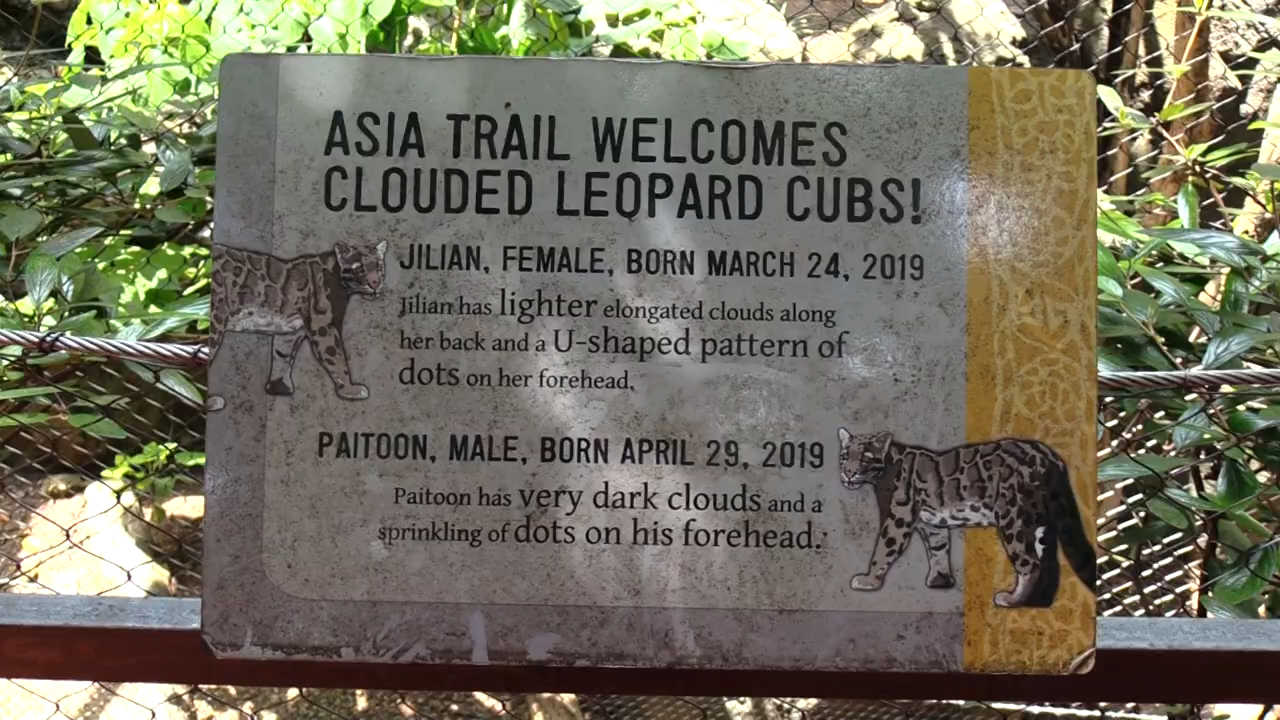 ASIA TRAIL WELCOMES
CLOUDED LEOPARD CUBS!
JILIAN, FEMALE, BORN MARCH 24, 2019
Jilian has lighter elongated clouds along
her back and a U-shaped pattern of
dots on her forehead.
PAITOON, MALE, BORN APRIL 29, 2019
Paitoon has very dark clouds and a
sprinkling of dots on his forehead.